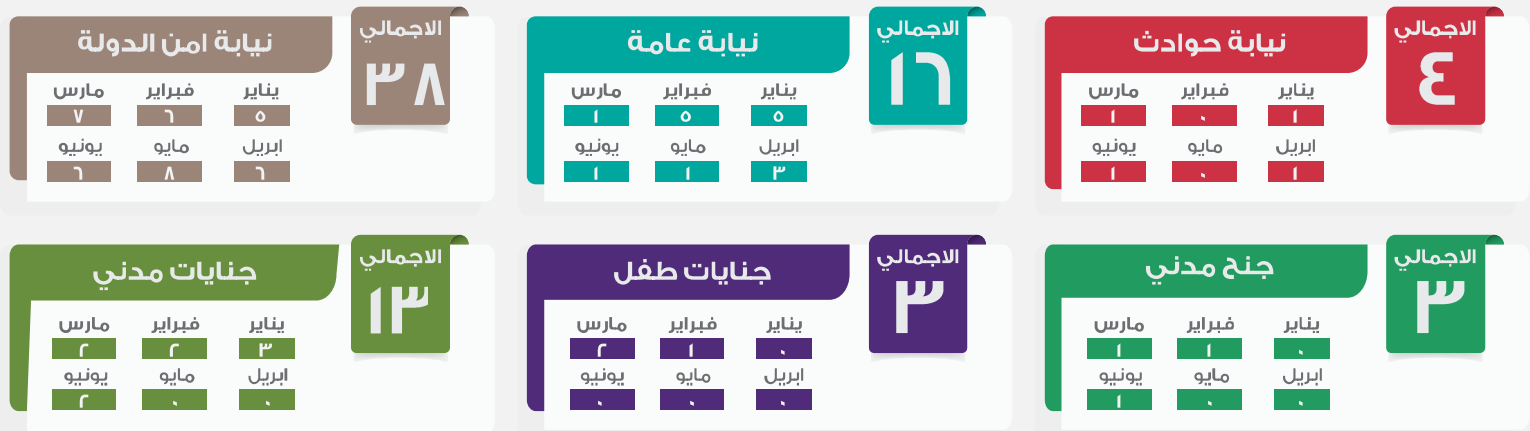 نيابة حوادث
الاجمالي
٤
يناير فبراير مارس
١ ٠ ١
ابريل مايو يونيو
١ ٠ ١
نيابة عامة
الاجمالي
١٦
يناير فبراير مارس
٥ ٥ ١
ابريل مايو يونيو
٣ ١ ١
نيابة امن الدولة
الاجمالي
٣٨
يناير فبراير مارس
٥ ٦ ٧
ابريل مايو يونيو
٦ ٨ ٦
جنح مدني
الاجمالي
٣
يناير فبراير مارس
٠ ١ ١
ابريل مايو يونيو
٠ ٠ ١
جنايات طفل
الاجمالي
٣
يناير فبراير مارس
٠ ١ ٢
ابريل مايو يونيو
٠ ٠ ٠
جنايات مدني
الاجمالي
١٣
يناير فبراير مارس
٣ ٢ ٢
ابريل مايو يونيو
٠ ٠ ٢